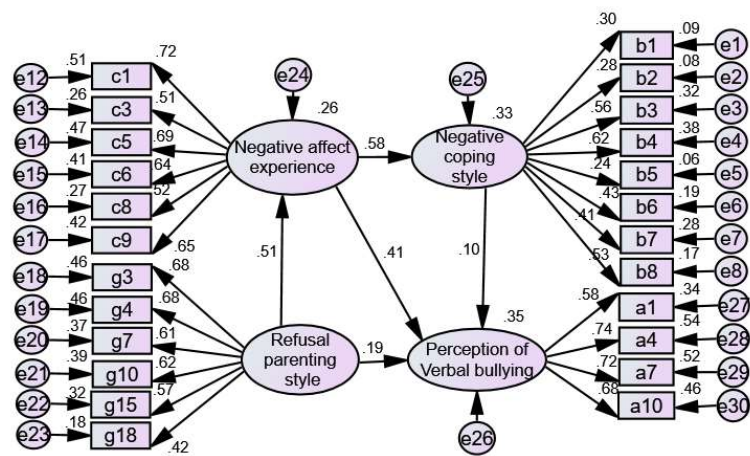 .30
.09
b1
e1
.51
.72
e24
e25
.28
.08
b2
e2
e12
c1
.26
.33
.56
.32
b3
e3
.26
.51
e13
c3
.62
.38
b4
e4
.47
.69
e14
c5
Negative affect
experience
.58
Negative
coping
style
.24
.06
b5
e5
.41
.64
e15
c6
.43
.19
b6
e6
.27
.52
e16
c8
.41
.28
b7
e7
.42
.65
e17
c9
.53
.17
b8
e8
.46
.68
e18
g3
.51
.41
.10
.58
.34
a1
e27
.46
.68
e19
g4
.35
.74
.54
a4
e28
.37
.61
e20
g7
Refusal
parenting
style
.19
Perception of
Verbal bullying
.72
.52
a7
e29
.39
.62
e21
g10
.68
.46
a10
e30
.32
.57
e22
g15
.18
.42
e23
g18
e26